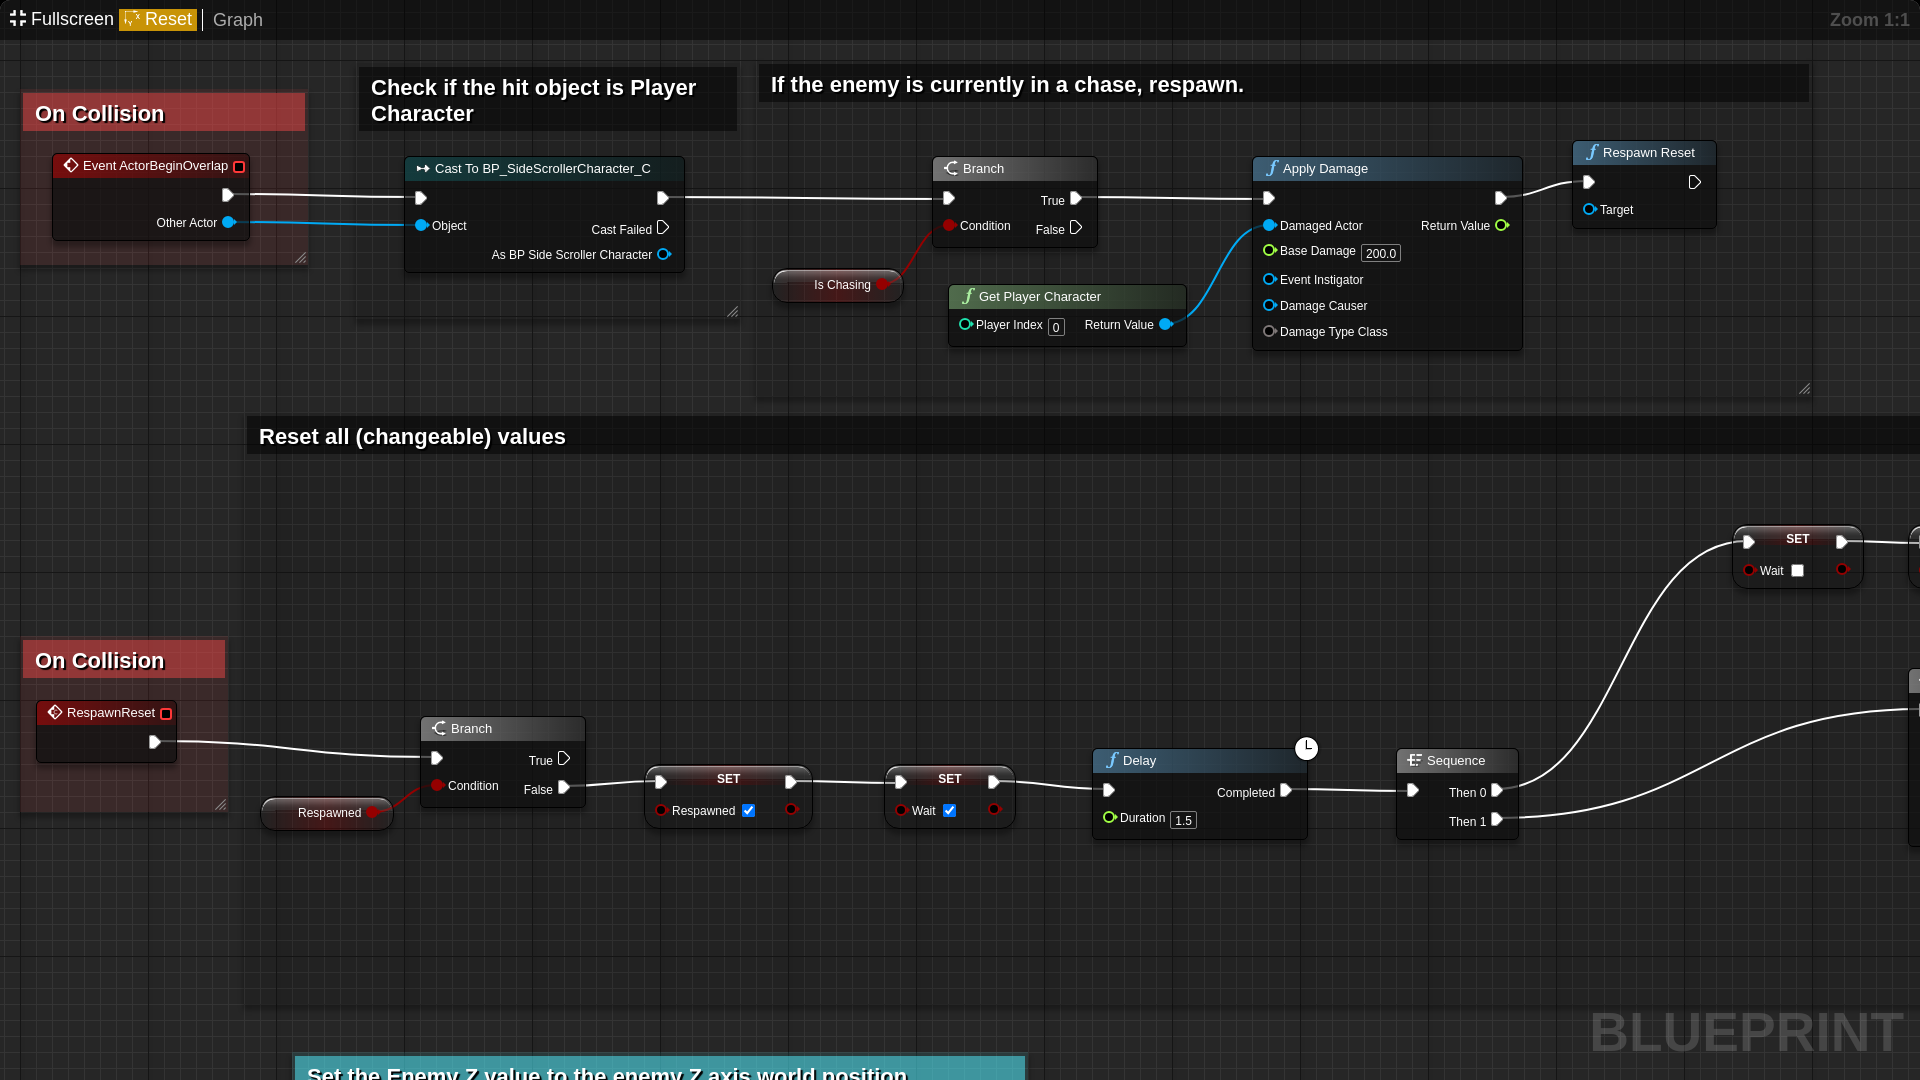 Fullscreen Reset Graph
Zoom 1:1
On Collision
Check if the hit object is Player
Character
If the enemy is currently in a chase, respawn.
Event ActorBeginOverlap
Other Actor
Cast To BP_SideScrollerCharacter_C
Object
Cast Failed
As BP Side Scroller Character
Branch
True
Condition
False
Is Chasing
Get Player Character
Player Index 0 Return Value
Apply Damage
Damaged Actor Return Value
Base Damage 200.0
Event Instigator
Damage Causer
Damage Type Class
Respawn Reset
Target
Reset all (changeable) values
SET
Wait
On Collision
RespawnReset
Branch
True
Condition
False
Respawned
SET
Respawned
SET
Wait
Delay
Completed
Duration 1.5
Sequence
Then 0
Then 1
BLUEPRINT
Set the Enemy Z value to the enemy Z axis world position